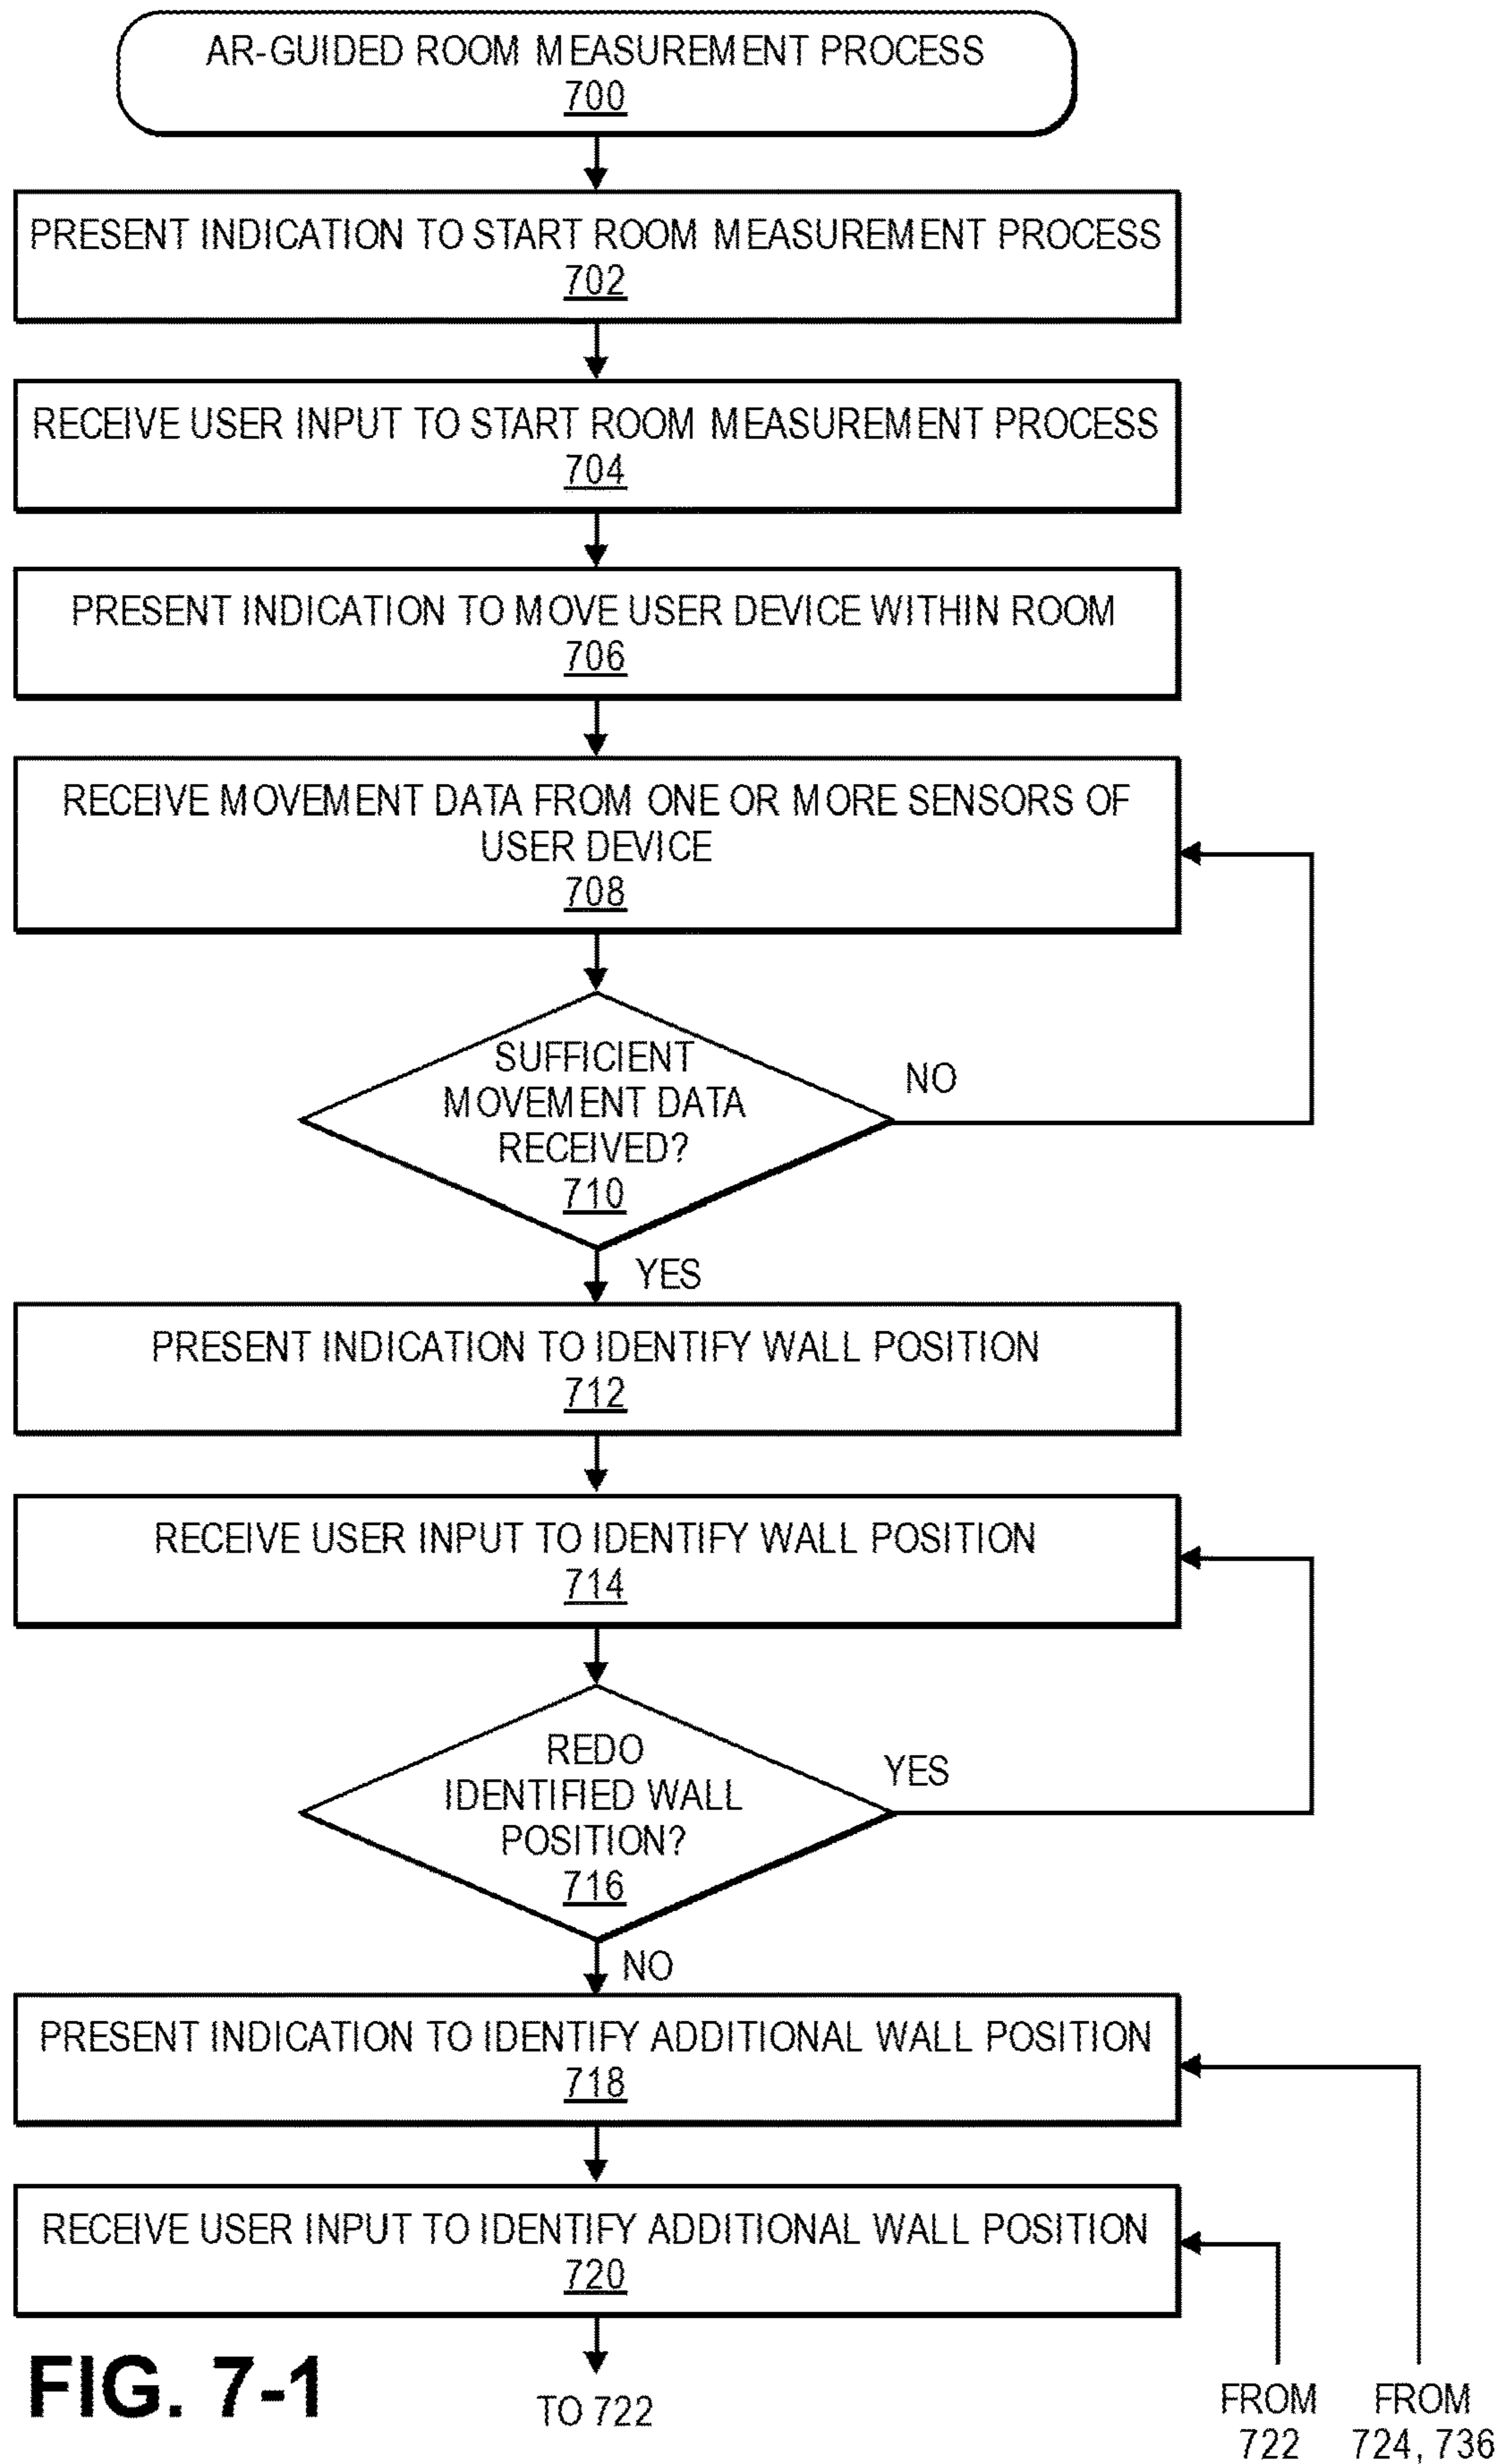 AR-GUIDED ROOM MEASUREMENT PROCESS
700
PRESENT INDICATION TO START ROOM MEASUREMENT PROCESS
702
RECEIVE USER INPUT TO START ROOM MEASUREMENT PROCESS
704
PRESENT INDICATION TO MOVE USER DEVICE WITHIN ROOM
706
RECEIVE MOVEMENT DATA FROM ONE OR MORE SENSORS OF
USER DEVICE
708
SUFFICIENT
MOVEMENT DATA
RECEIVED?
710
NO
YES
PRESENT INDICATION TO IDENTIFY WALL POSITION
712
RECEIVE USER INPUT TO IDENTIFY WALL POSITION
714
REDO
IDENTIFIED WALL
POSITION?
716
YES
NO
PRESENT INDICATION TO IDENTIFY ADDITIONAL WALL POSITION
718
RECEIVE USER INPUT TO IDENTIFY ADDITIONAL WALL POSITION
720
FIG. 7-1
TO 722
FROM
722
FROM
724, 736